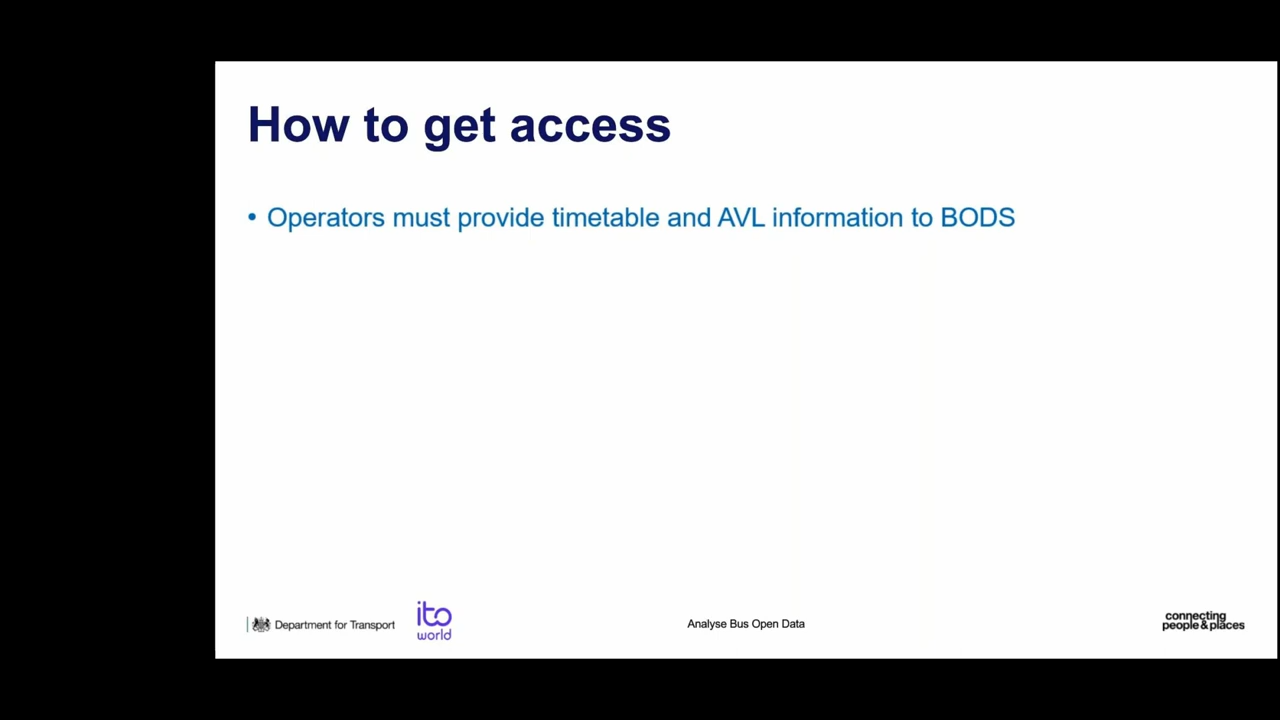 How to get access
• Operators must provide timetable and AVL information to BODS
Department for Transport
ito
world
Analyse Bus Open Data
connecting
people & places